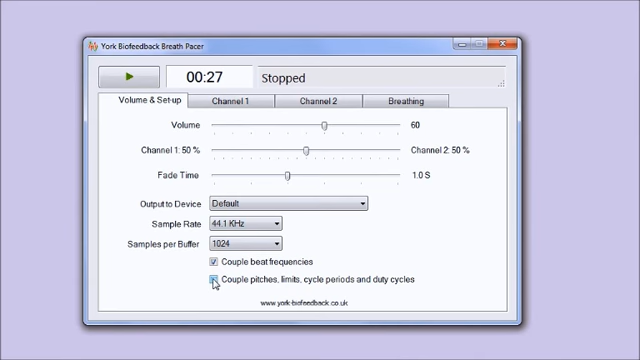 York Biofeedback Breath Pacer
00:27 Stopped
Volume & Set-up Channel 1 Channel 2 Breathing
Volume 60
Channel 1: 50 % Channel 2: 50 %
Fade Time 1.0 S
Output to Device Default
Sample Rate 44.1 KHz
Samples per Buffer 1024
Couple beat frequencies
Couple pitches, limits, cycle periods and duty cycles
www.york-biofeedback.co.uk